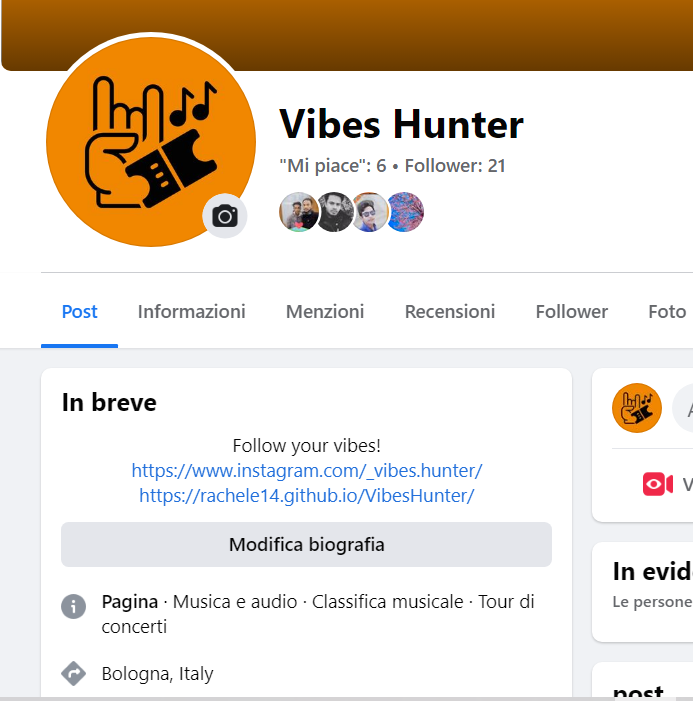 Vibes Hunter
"Mi piace": 6 • Follower: 21
Post Informazioni Menzioni Recensioni Follower Foto
In breve
Follow your vibes!
https://www.instagram.com/_vibes.hunter/
https://rachele14.github.io/VibesHunter/
Modifica biografia
Pagina · Musica e audio · Classifica musicale · Tour di
concerti
Bologna, Italy
A
V
In evid
Le persone
post